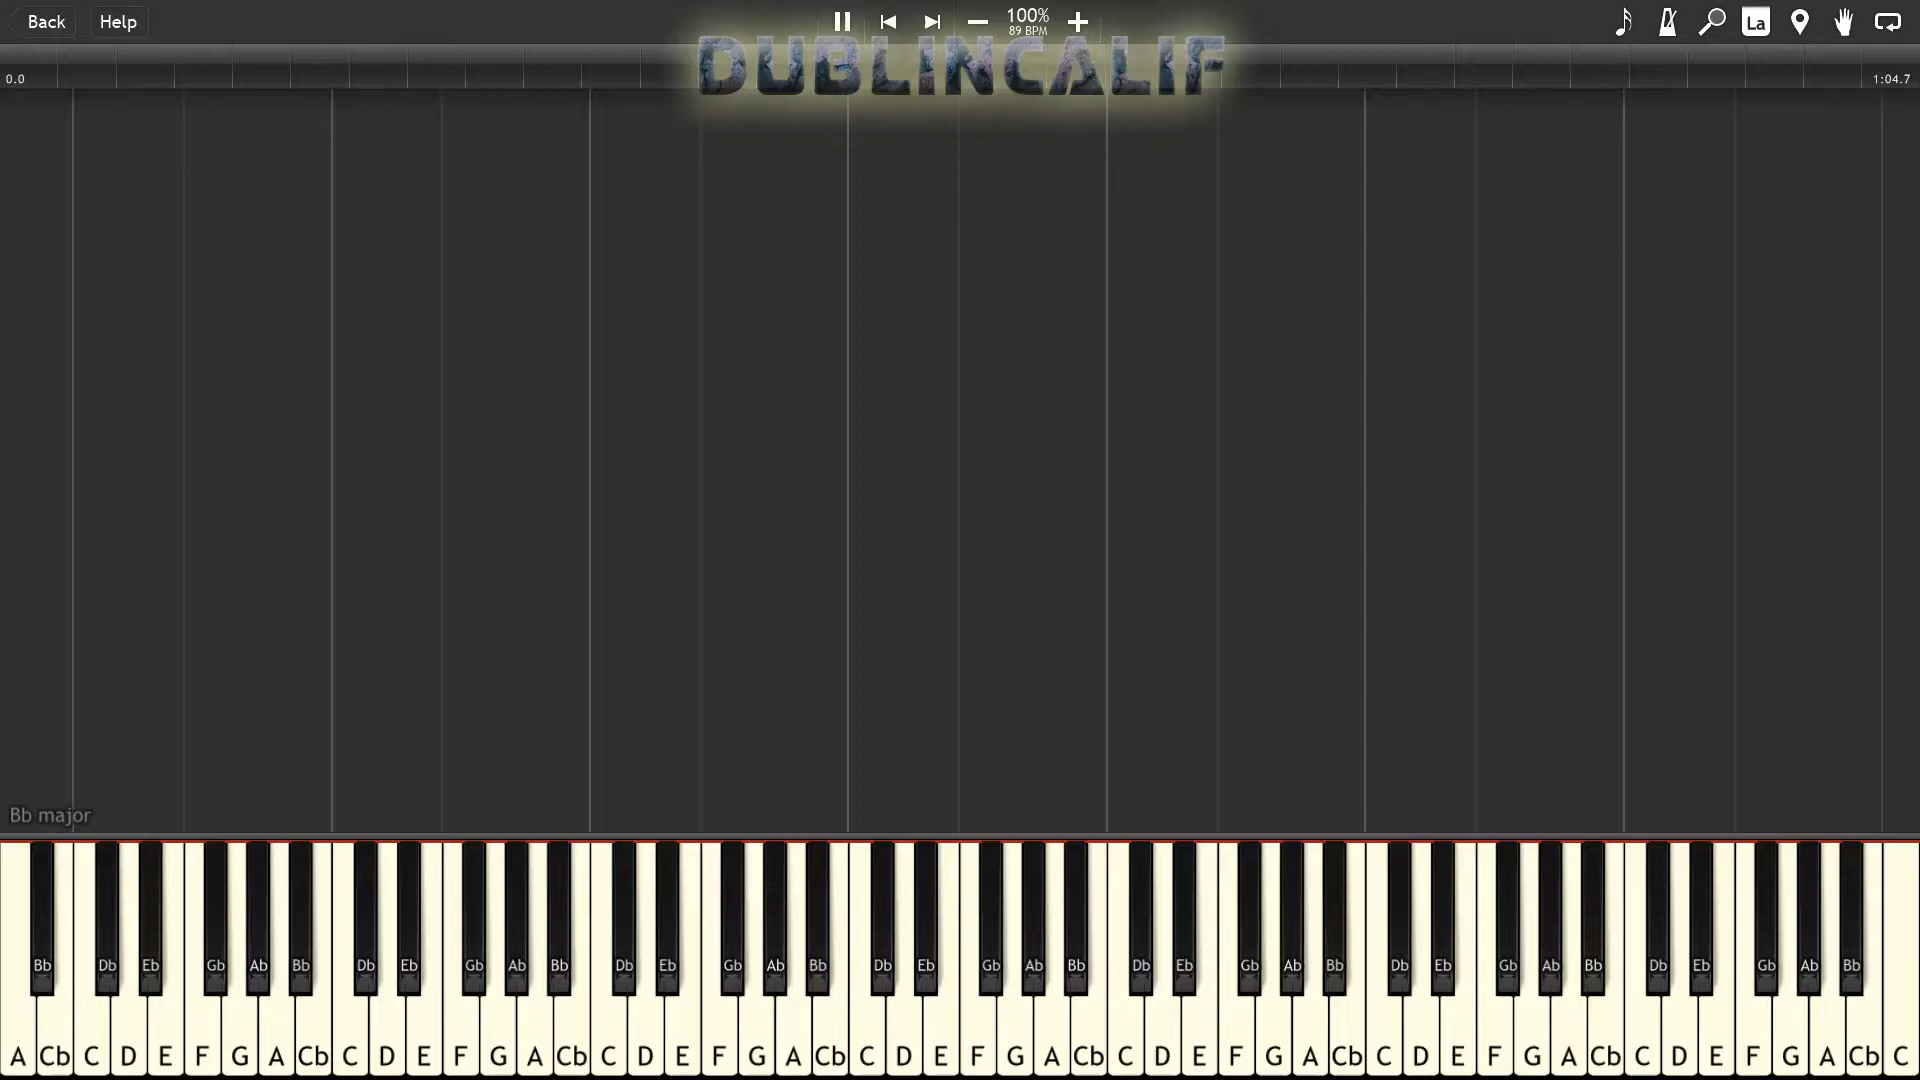 Back Help 100% La
89 BPM
DUBLINCALIF
0.0 1:04.7
Bb major
Bb Db Eb Gb Ab Bb Db Eb Gb Ab Bb Db Eb Gb Ab Bb Db Eb Gb Ab Bb Db Eb Gb Ab Bb Db Eb Gb Ab Bb Db Eb Gb Ab Bb
A Cb C D E F G A Cb C D E F G A Cb C D E F G A Cb C D E F G A Cb C D E F G A Cb C D E F G A Cb C D E F G A Cb C